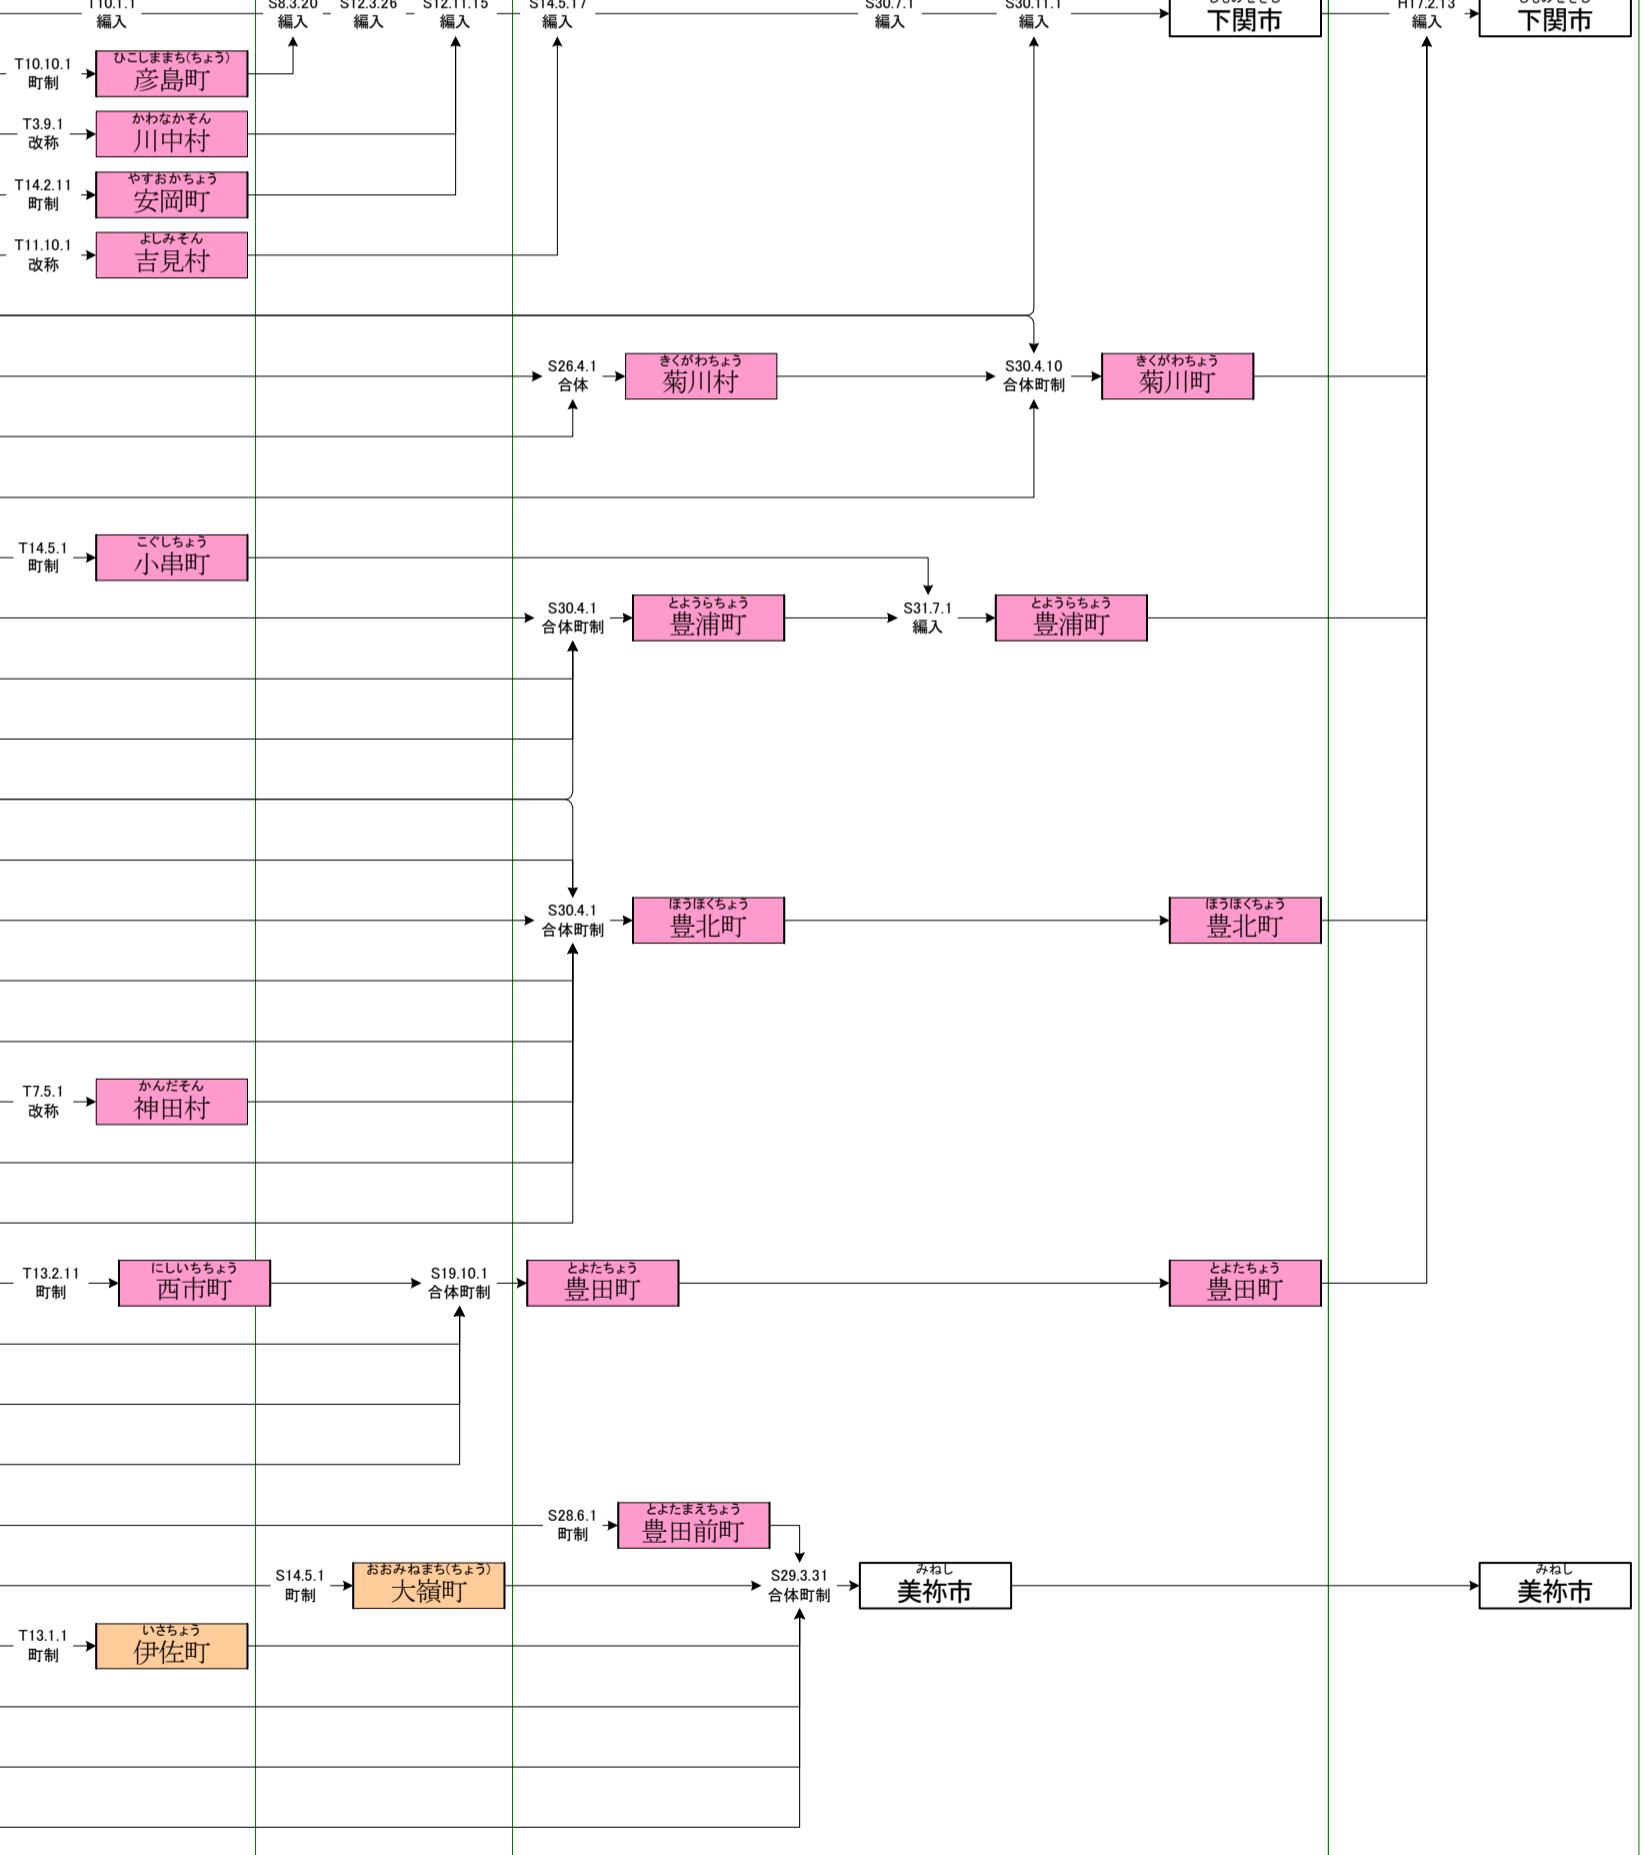 T10.1.1
編入
S8.3.20
編入
S12.3.26
編入
S12.11.15
編入
S14.5.17
編入
S30.7.1
編入
S30.11.1
編入
下関市
H17.2.13
編入
下関市
T10.10.1
町制
ひこしままち(ちょう)
彦島町
T3.9.1
改称
かわなかそん
川中村
T14.2.11
町制
やすおかちょう
安岡町
T11.10.1
改称
よしみそん
吉見村
S26.4.1
合体
きくがわちょう
菊川村
S30.4.10
合体町制
きくがわちょう
菊川町
T14.5.1
町制
こぐしちょう
小串町
S30.4.1
合体町制
とようらちょう
豊浦町
S31.7.1
編入
とようらちょう
豊浦町
S30.4.1
合体町制
ほうほくちょう
豊北町
ほうほくちょう
豊北町
T7.5.1
改称
かんだそん
神田村
T13.2.11
町制
にしいちちょう
西市町
S19.10.1
合体町制
とよたちょう
豊田町
とよたちょう
豊田町
S28.6.1
町制
とよたまえちょう
豊田前町
S14.5.1
町制
おおみねまち(ちょう)
大嶺町
S29.3.31
合体町制
みねし
美祢市
みねし
美祢市
T13.1.1
町制
いさちょう
伊佐町